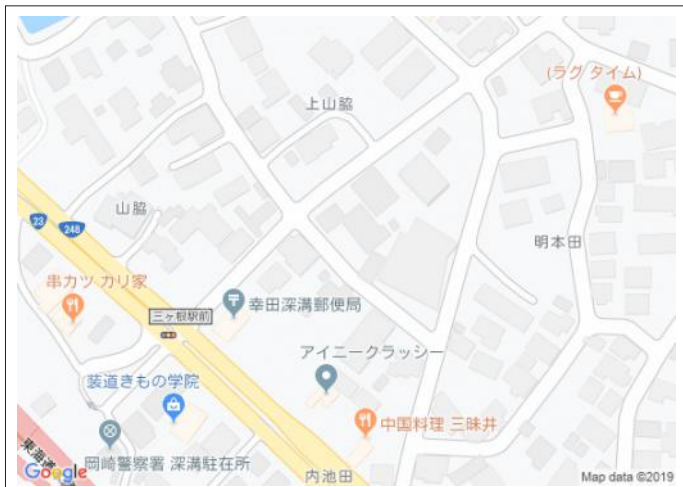 (ラグ タイム)
上山脇
山脇
23
248
明本田
串カツ カリ家
三ヶ根駅前
幸田深溝郵便局
アイニークラッシー
装道きもの学院
中国料理 三昧井
東海道
岡崎警察署 深溝駐在所
内池田
Google
Map data ©2019